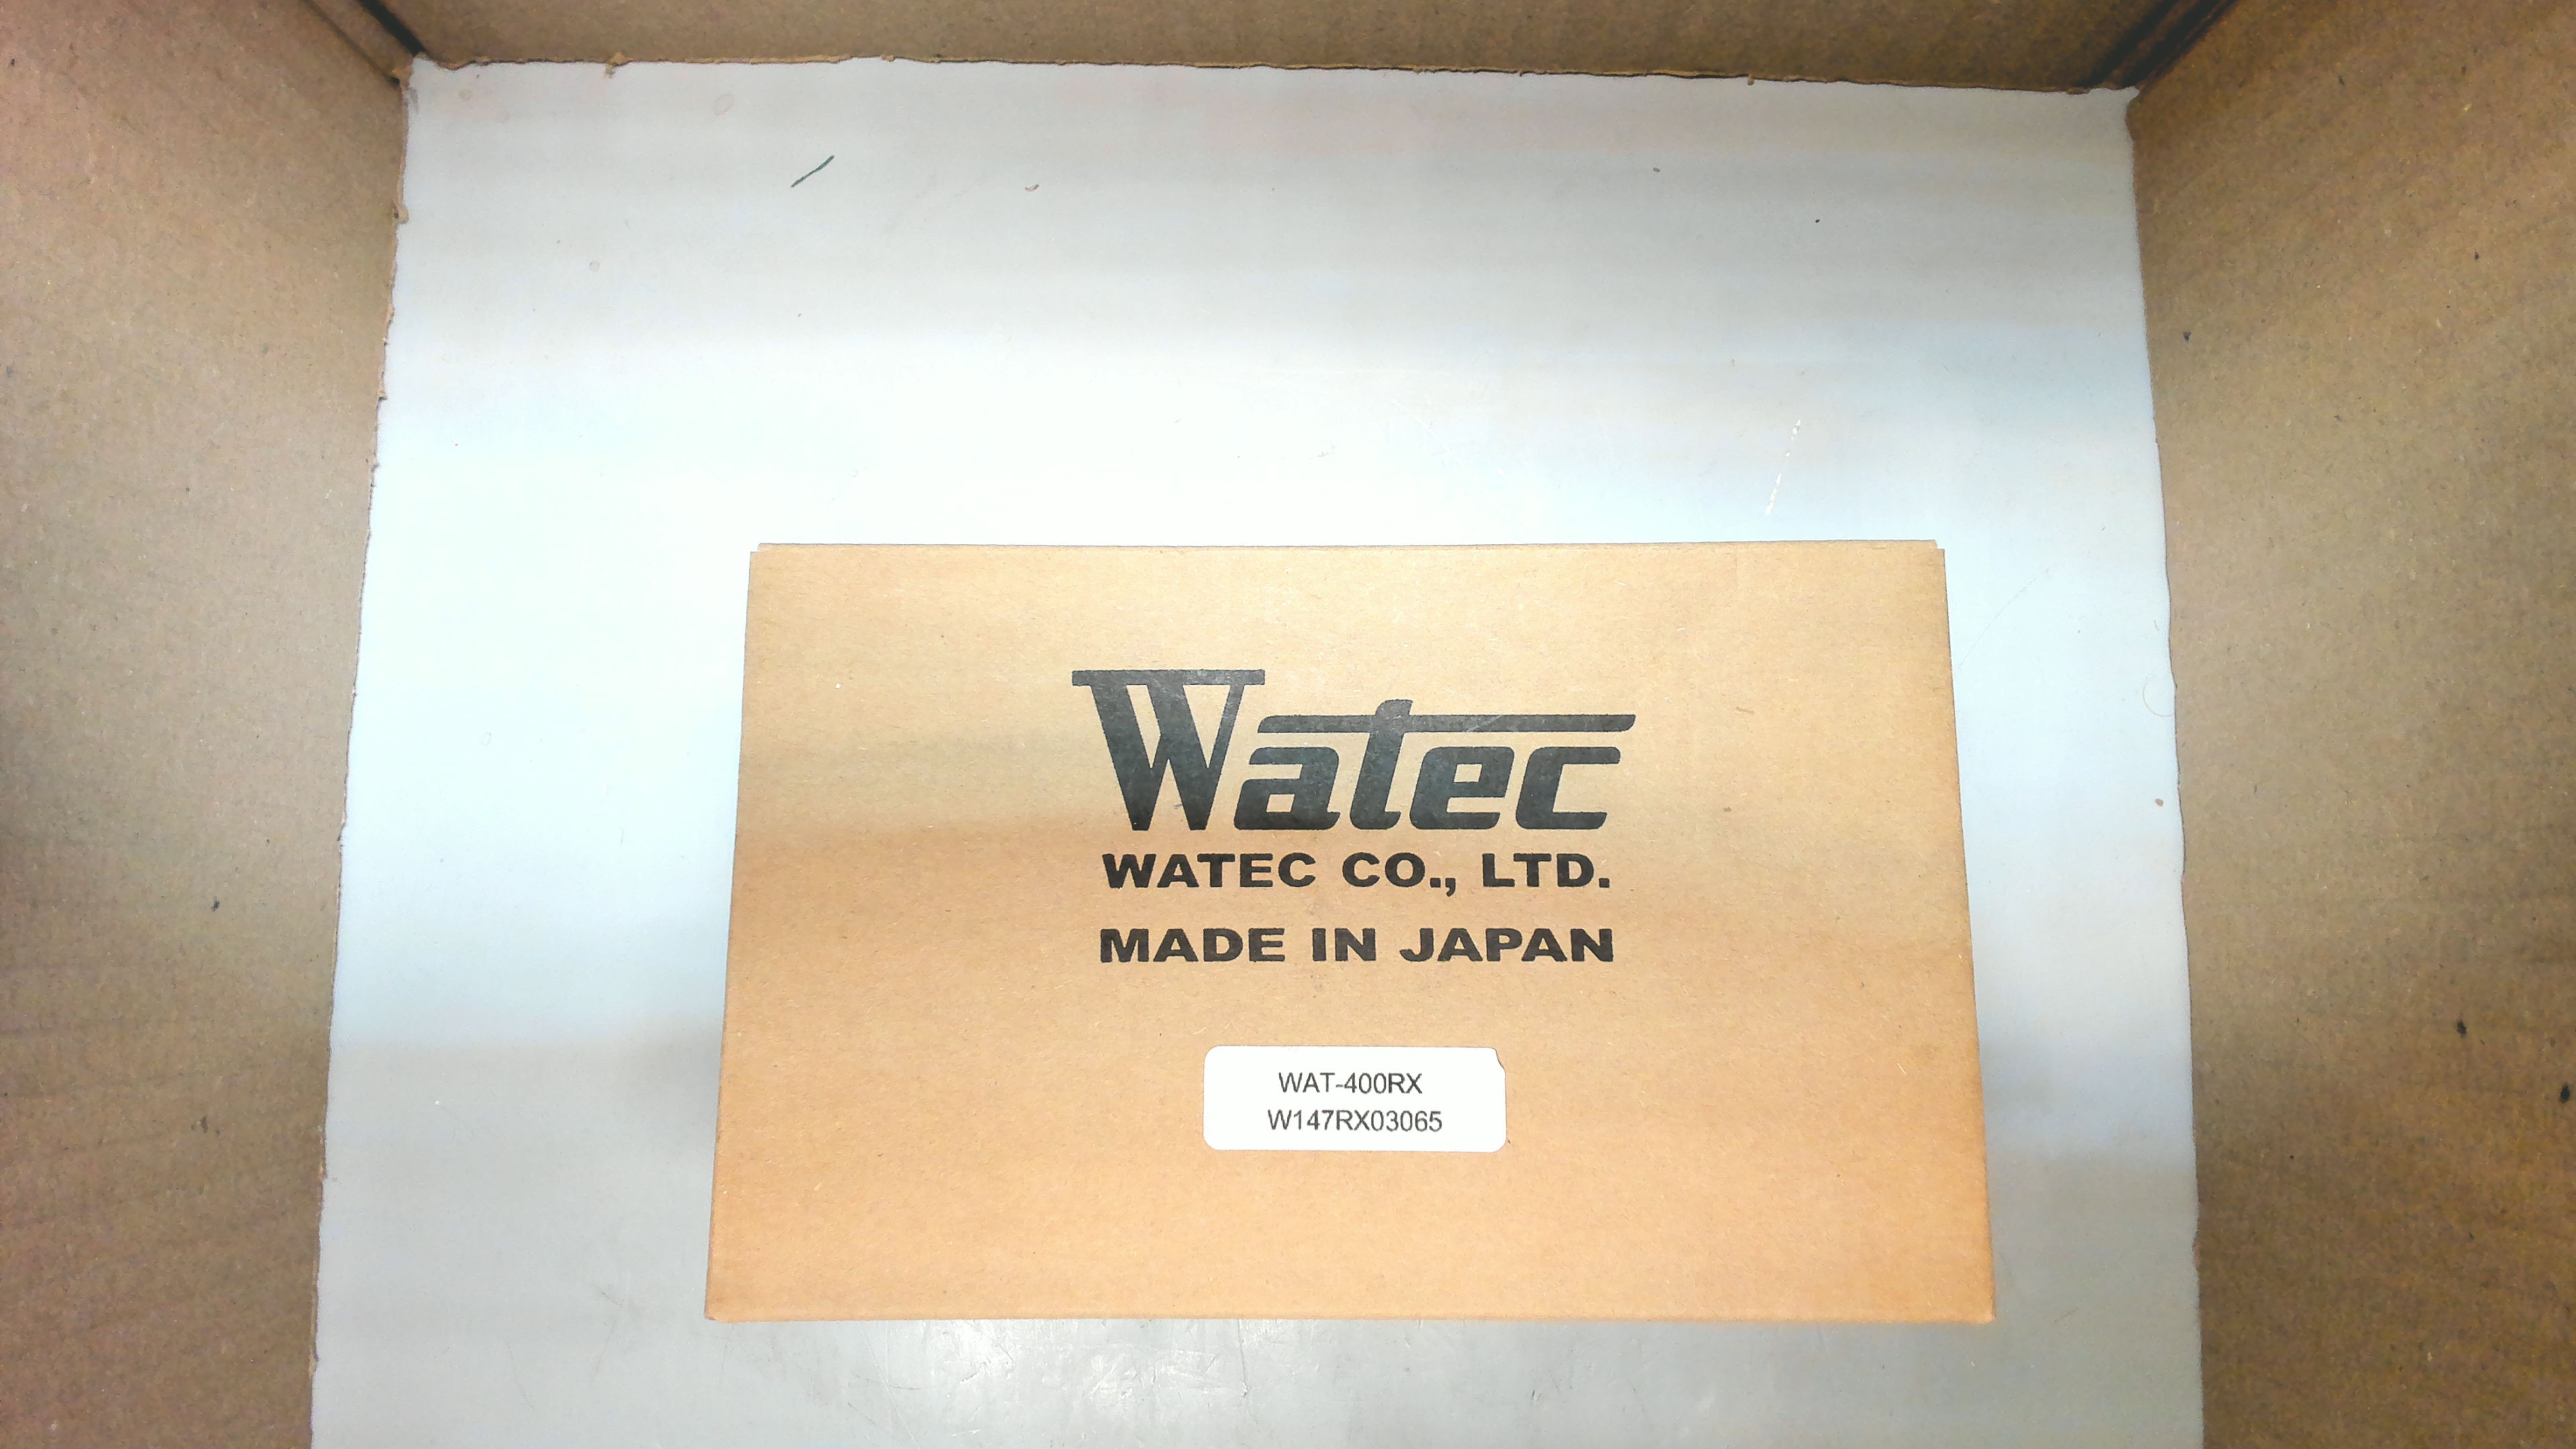 Watec
WATEC CO., LTD.
MADE IN JAPAN
WAT-400RX
W147RX03065